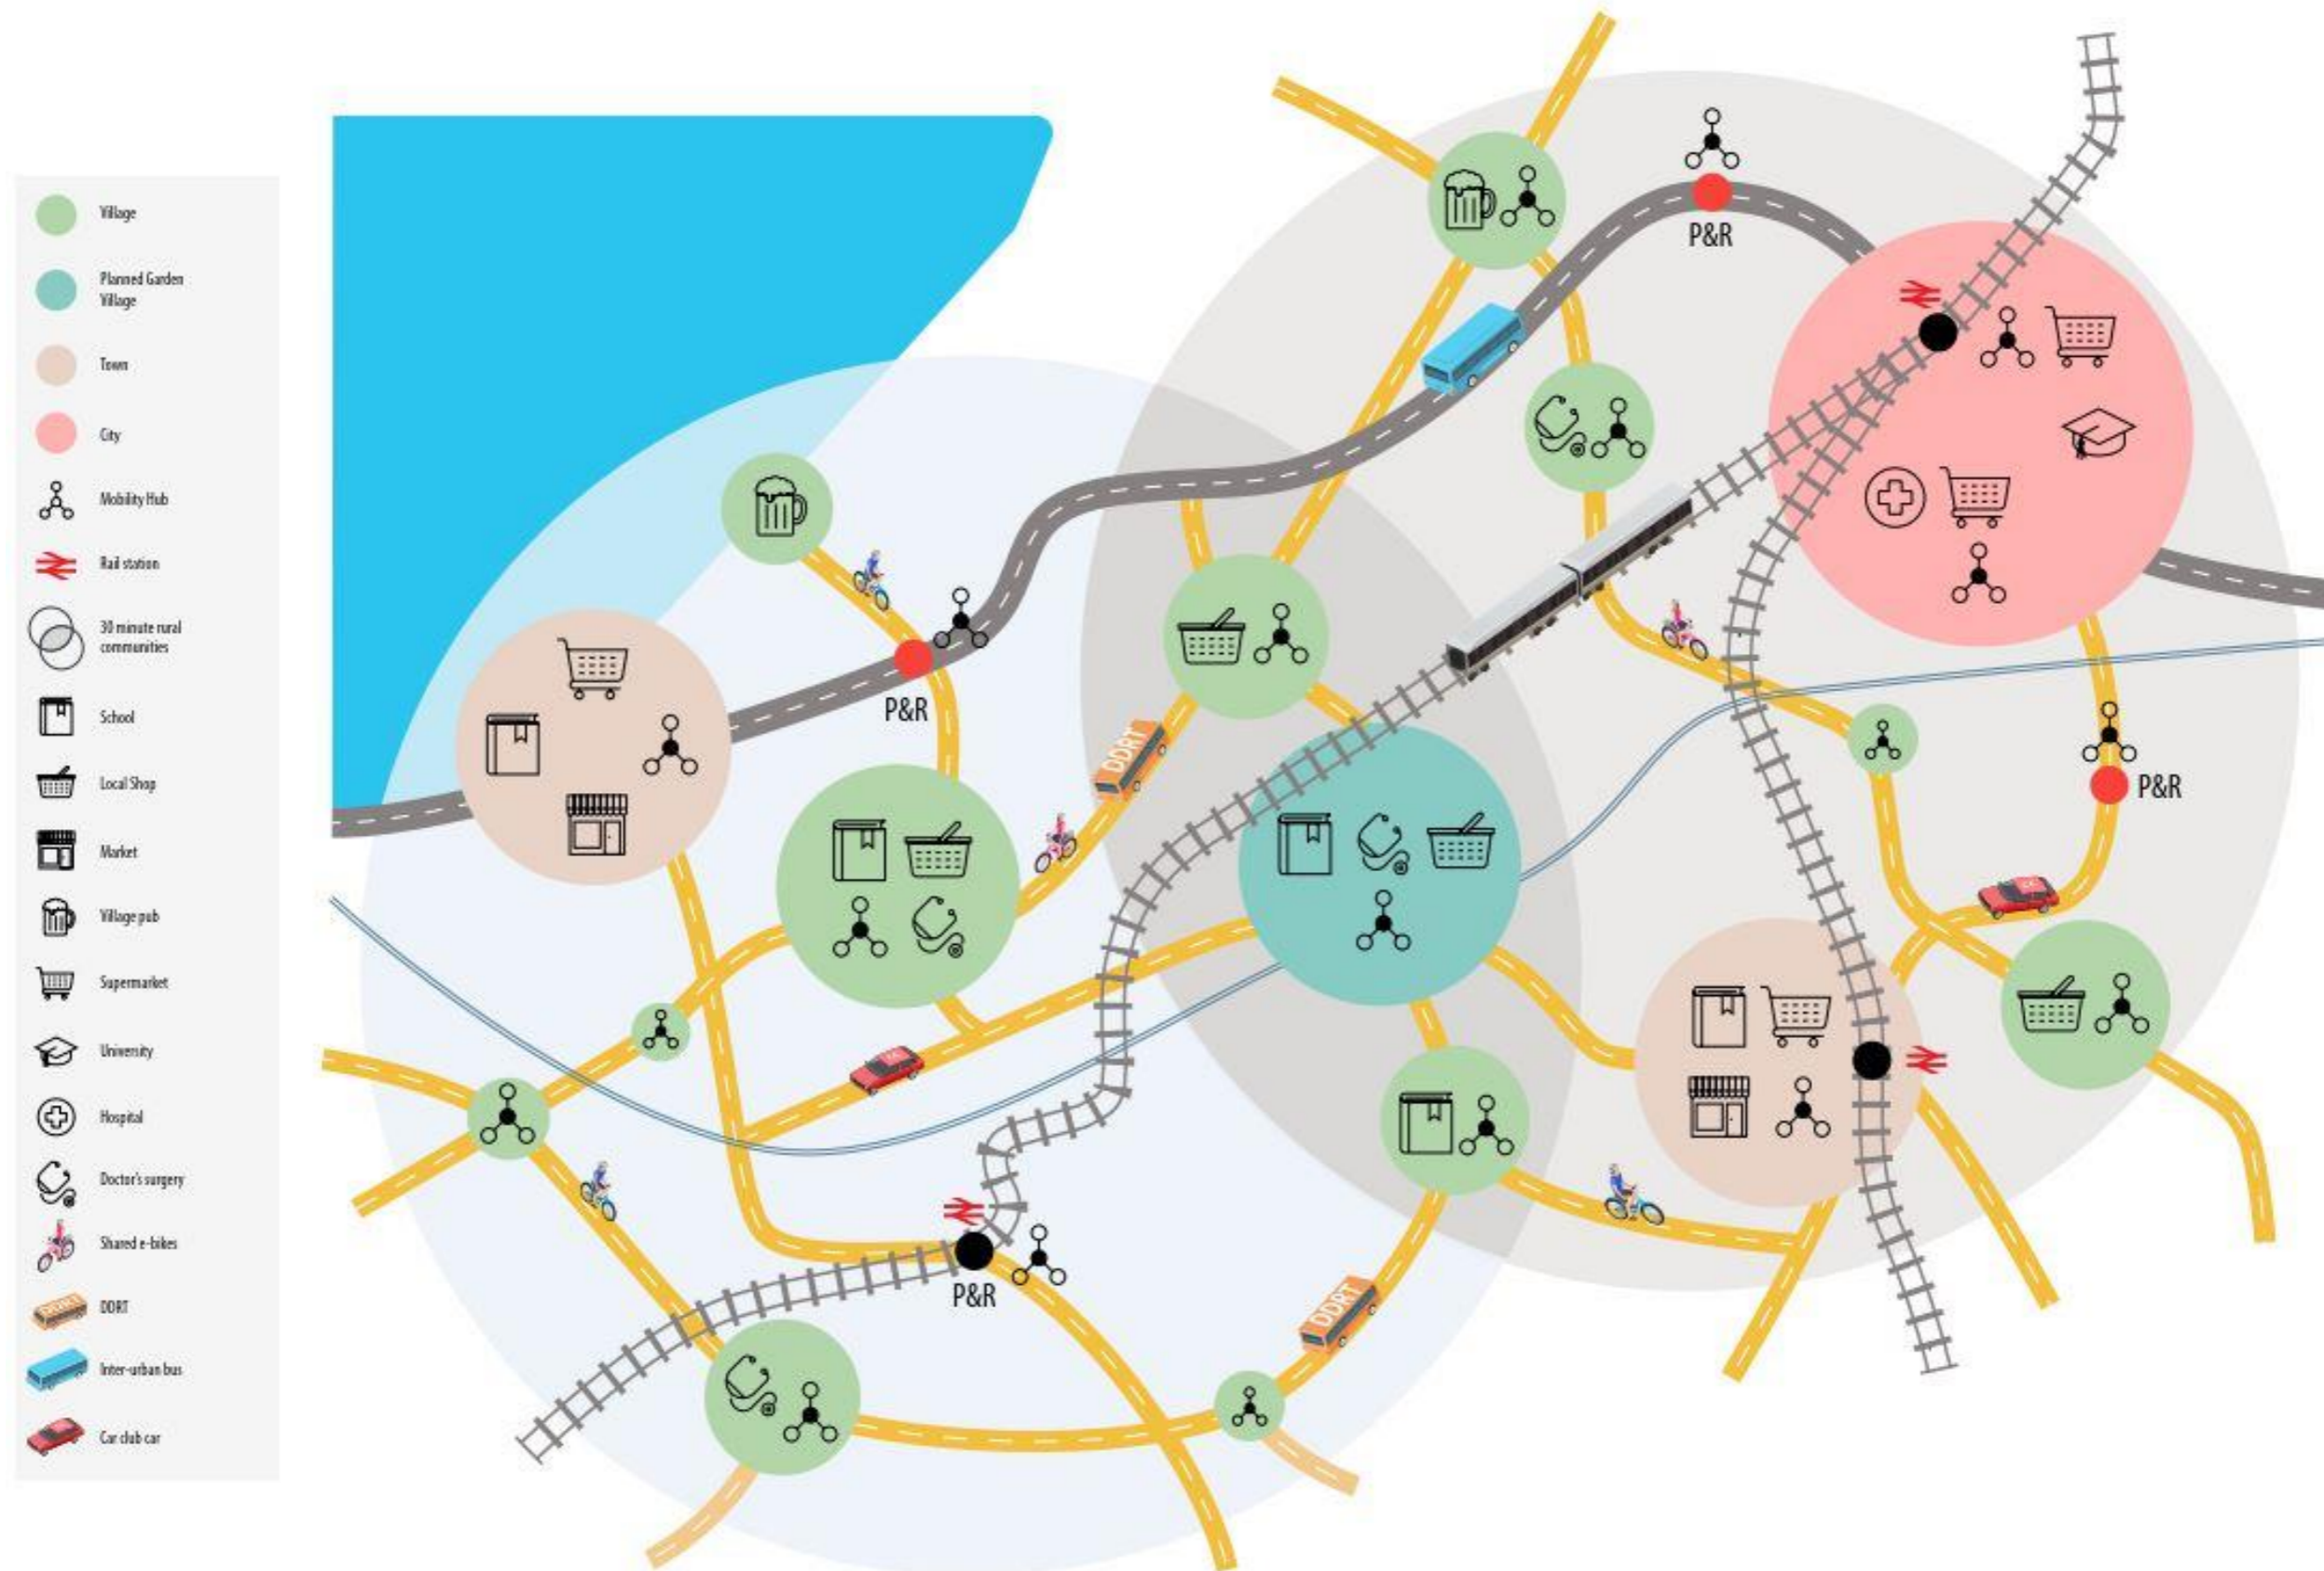 Village
Planned Garden
Village
Town
City
Mobility Hub
Rail station
30 minute rural
communities
School
Local Shop
Market
Village pub
Supermarket
University
Hospital
Doctor's surgery
Shared e-bikes
DDRT
DDRT
Inter-urban bus
Car club car
P&R
P&R
DDRT
P&R
P&R
DDRT